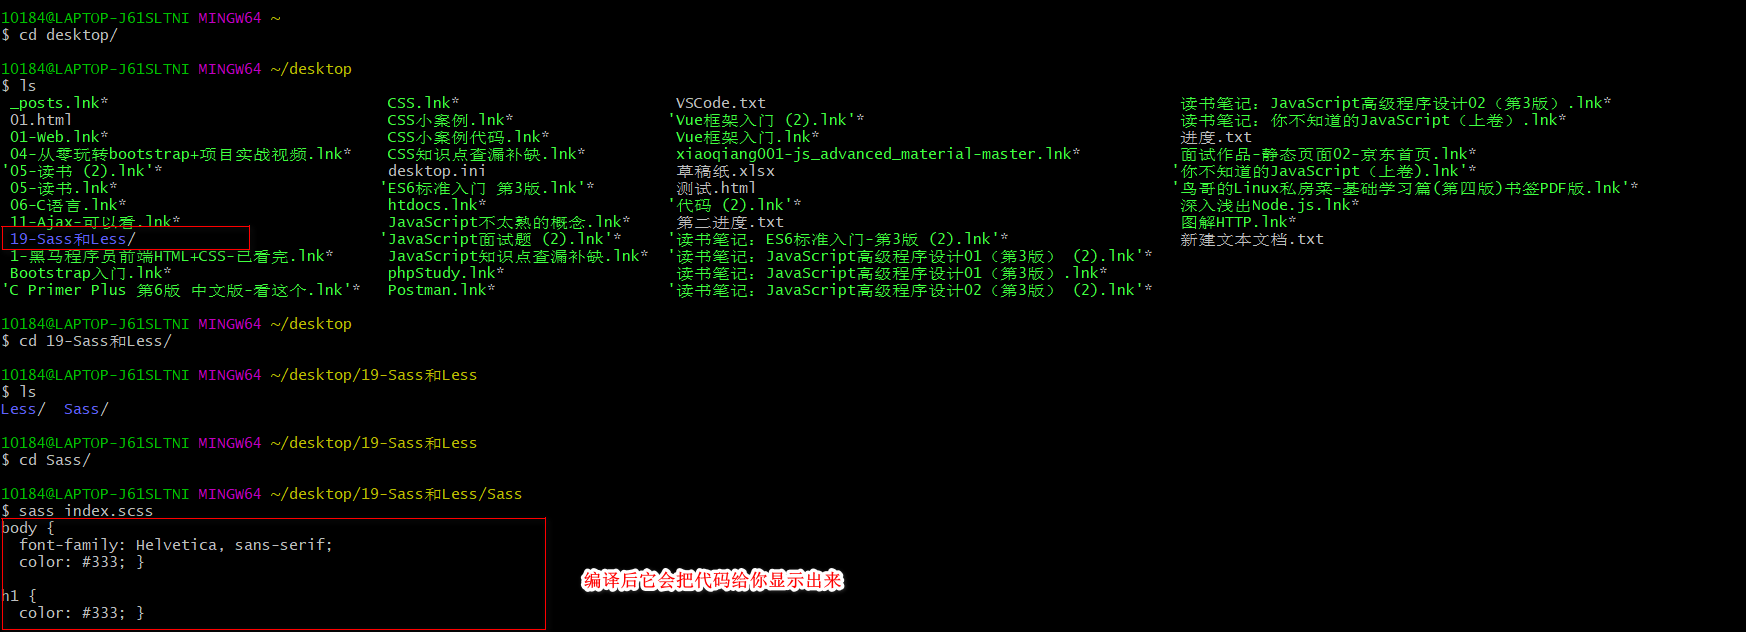 10184@LAPTOP-J61SLTNI MINGW64 ~
$ cd desktop/
10184@LAPTOP-J61SLTNI MINGW64 ~/desktop
$ ls
_posts.lnk* CSS.lnk* VSCode.txt 读书笔记：JavaScript高级程序设计02（第3版）.lnk*
01.html CSS小案例.lnk* 'Vue框架入门 (2).lnk'* 读书笔记：你不知道的JavaScript（上卷）.lnk*
01-Web.lnk* CSS小案例代码.lnk* Vue框架入门.lnk* 进度.txt
04-从零玩转bootstrap+项目实战视频.lnk* CSS知识点查漏补缺.lnk* xiaoqiang001-js_advanced_material-master.lnk* 面试作品-静态页面02-京东首页.lnk*
'05-读书 (2).lnk'* desktop.ini 草稿纸.xlsx '你不知道的JavaScript（上卷).lnk'*
05-读书.lnk* 'ES6标准入门 第3版.lnk'* 测试.html '鸟哥的Linux私房菜-基础学习篇(第四版)书签PDF版.lnk'*
06-C语言.lnk* htdocs.lnk* '代码 (2).lnk'* 深入浅出Node.js.lnk*
11-Ajax-可以看.lnk* JavaScript不太熟的概念.lnk* 第二进度.txt 图解HTTP.lnk*
19-Sass和Less/ 'JavaScript面试题 (2).lnk'* '读书笔记：ES6标准入门-第3版 (2).lnk'* 新建文本文档.txt
1-黑马程序员前端HTML+CSS-已看完.lnk* JavaScript知识点查漏补缺.lnk* '读书笔记：JavaScript高级程序设计01（第3版） (2).lnk'*
Bootstrap入门.lnk* phpStudy.lnk* 读书笔记：JavaScript高级程序设计01（第3版）.lnk*
'C Primer Plus 第6版 中文版-看这个.lnk'* Postman.lnk* '读书笔记：JavaScript高级程序设计02（第3版） (2).lnk'*
10184@LAPTOP-J61SLTNI MINGW64 ~/desktop
$ cd 19-Sass和Less/
10184@LAPTOP-J61SLTNI MINGW64 ~/desktop/19-Sass和Less
$ ls
Less/ Sass/
10184@LAPTOP-J61SLTNI MINGW64 ~/desktop/19-Sass和Less
$ cd Sass/
10184@LAPTOP-J61SLTNI MINGW64 ~/desktop/19-Sass和Less/Sass
$ sass index.scss
body {
font-family: Helvetica, sans-serif;
color: #333; }
编译后它会把代码给你显示出来
h1 {
color: #333; }